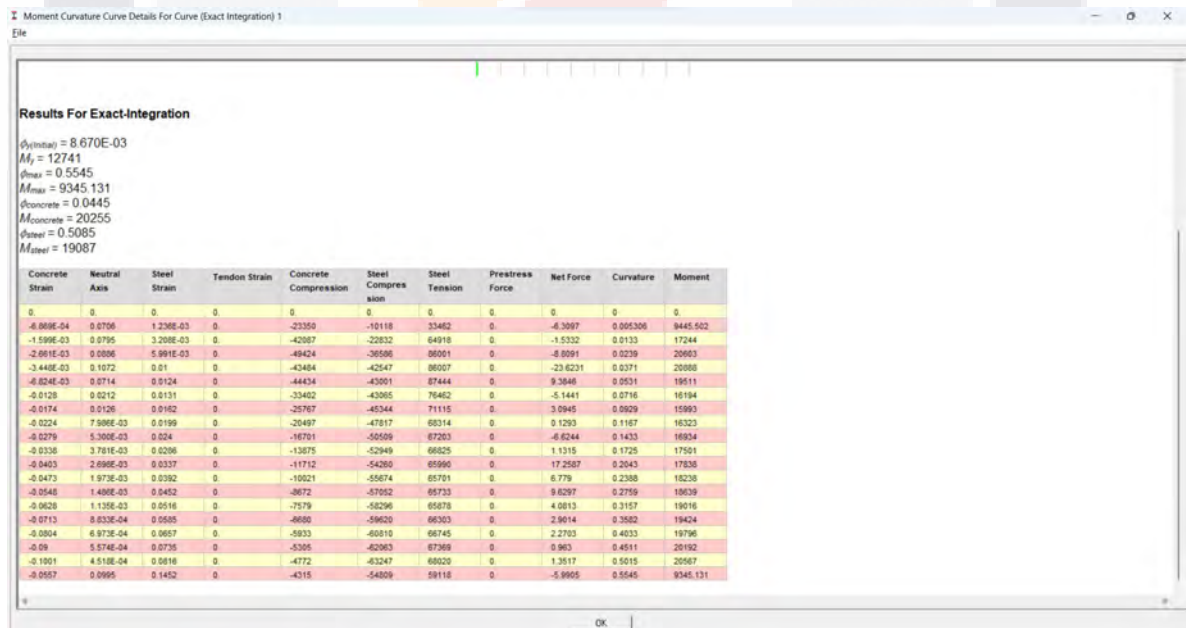 Moment Curvature Curve Details For Curve (Exact Integration) 1
File
Results For Exact-Integration
ϕy(initial) = 8.670E-03
My = 12741
ϕmax = 0.5545
Mmax = 9345.131
ϕconcrete = 0.0445
Mconcrete = 20255
ϕsteel = 0.5085
Msteel = 19087
Concrete Strain Neutral Axis Steel Strain Tendon Strain Concrete Compression Steel Compression Steel Tension Prestress Force Net Force Curvature Moment
0. 0. 0. 0. 0. 0. 0. 0. 0. 0 0.
-6.869E-04 0.0706 1.236E-03 0. -23350 -10118 33462 0. -6.3097 0.005306 9445.502
-1.599E-03 0.0795 3.208E-03 0. -42087 -22832 64918 0. -1.5332 0.0133 17244
-2.661E-03 0.0886 5.991E-03 0. -49424 -36586 86001 0. -8.8091 0.0239 20603
-3.448E-03 0.1072 0.01 0. -43484 -42547 86007 0. -23.6231 0.0371 20888
-6.824E-03 0.0714 0.0124 0. -44434 -43001 87444 0. 9.3846 0.0531 19511
-0.0128 0.0212 0.0131 0. -33402 -43065 76462 0. -5.1441 0.0716 16194
-0.0174 0.0126 0.0162 0. -25767 -45344 71115 0. 3.0945 0.0929 15993
-0.0224 7.986E-03 0.0199 0. -20497 -47817 68314 0. 0.1293 0.1167 16323
-0.0279 5.300E-03 0.024 0. -16701 -50509 67203 0. -6.6244 0.1433 16934
-0.0338 3.781E-03 0.0286 0. -13875 -52949 66825 0. 1.1315 0.1725 17501
-0.0403 2.698E-03 0.0337 0. -11712 -54260 65990 0. 17.2587 0.2043 17838
-0.0473 1.973E-03 0.0392 0. -10021 -55674 65701 0. 6.779 0.2388 18238
-0.0548 1.486E-03 0.0452 0. -8672 -57052 65733 0. 9.6297 0.2759 18639
-0.0628 1.135E-03 0.0516 0. -7579 -58296 65878 0. 4.0813 0.3157 19016
-0.0713 8.833E-04 0.0585 0. -6680 -59620 66303 0. 2.9014 0.3582 19424
-0.0804 6.973E-04 0.0657 0. -5933 -60810 66745 0. 2.2703 0.4033 19796
-0.09 5.574E-04 0.0735 0. -5305 -62063 67369 0. 0.963 0.4511 20192
-0.1001 4.518E-04 0.0816 0. -4772 -63247 68020 0. 1.3517 0.5015 20567
-0.0557 0.0995 0.1452 0. -4315 -54809 59118 0. -5.9905 0.5545 9345.131
OK